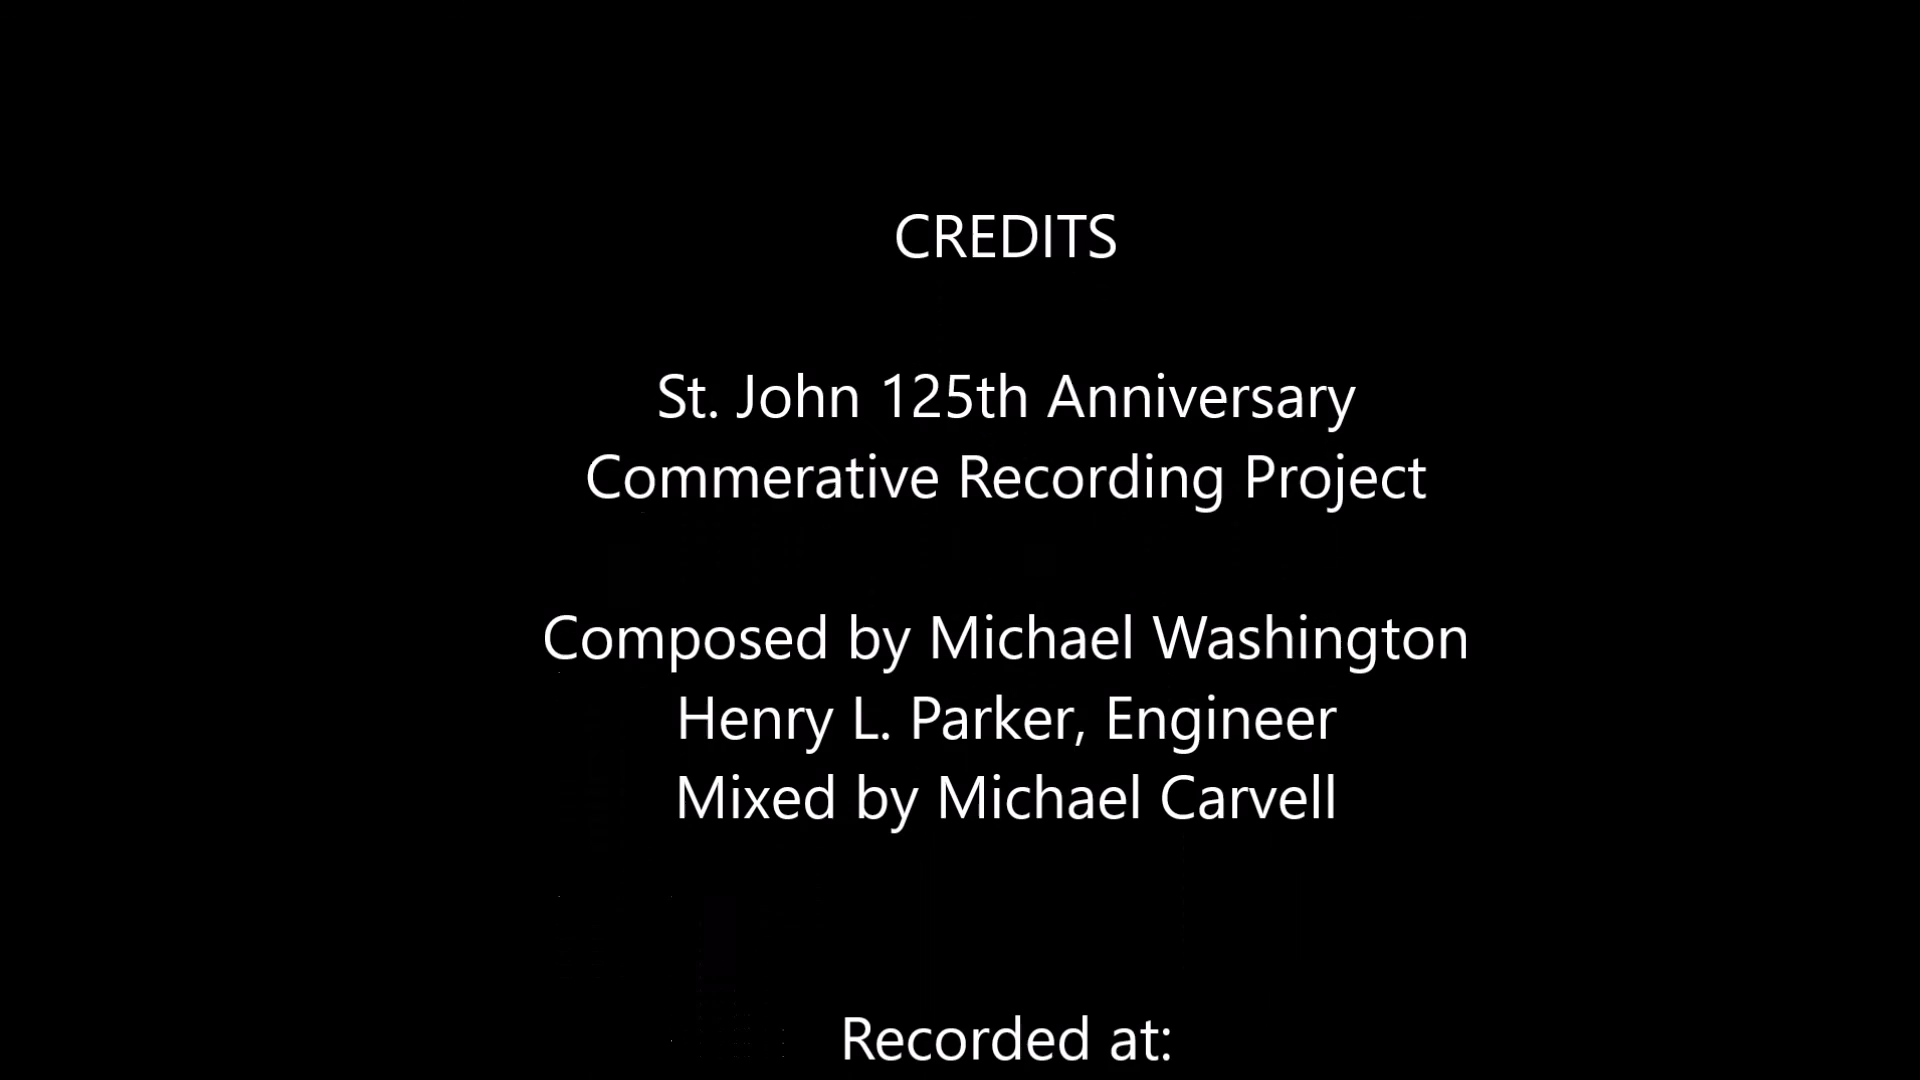 CREDITS
St. John 125th Anniversary
Commerative Recording Project
Composed by Michael Washington
Henry L. Parker, Engineer
Mixed by Michael Carvell
Recorded at: